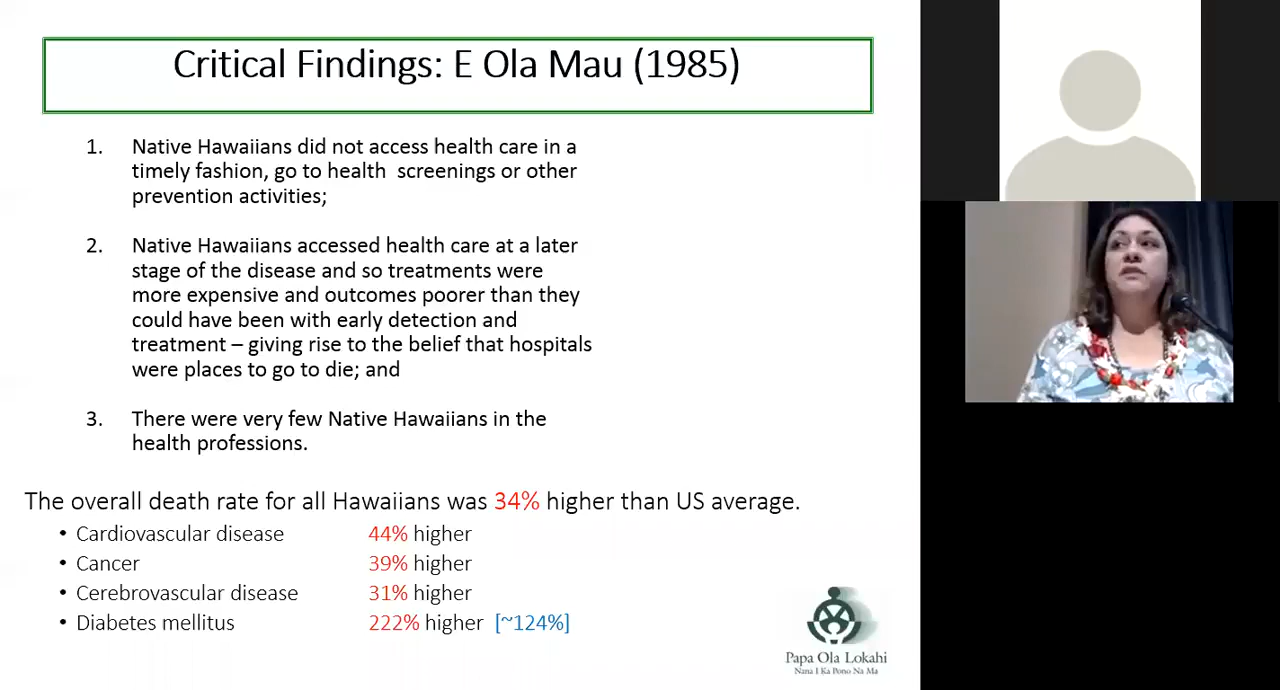 Critical Findings: E Ola Mau (1985)
1. Native Hawaiians did not access health care in a
timely fashion, go to health screenings or other
prevention activities;
2. Native Hawaiians accessed health care at a later
stage of the disease and so treatments were
more expensive and outcomes poorer than they
could have been with early detection and
treatment – giving rise to the belief that hospitals
were places to go to die; and
3. There were very few Native Hawaiians in the
health professions.
The overall death rate for all Hawaiians was 34% higher than US average.
• Cardiovascular disease 44% higher
• Cancer 39% higher
• Cerebrovascular disease 31% higher
• Diabetes mellitus 222% higher [~124%]
Papa Ola Lokahi
Nana I Ka Pono Na Ma